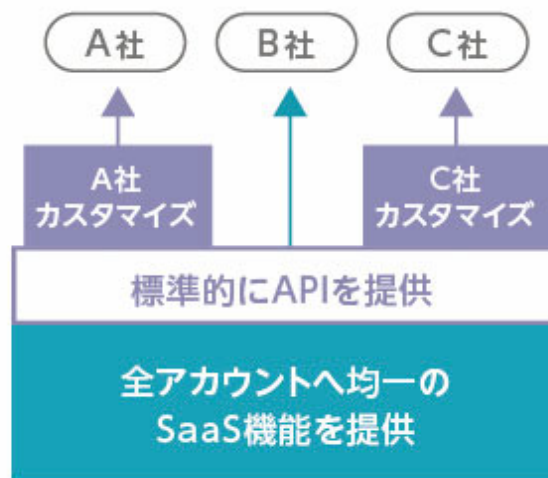 A社
B社
C社
A社
カスタマイズ
C社
カスタマイズ
標準的にAPIを提供
全アカウントへ均一の
SaaS機能を提供